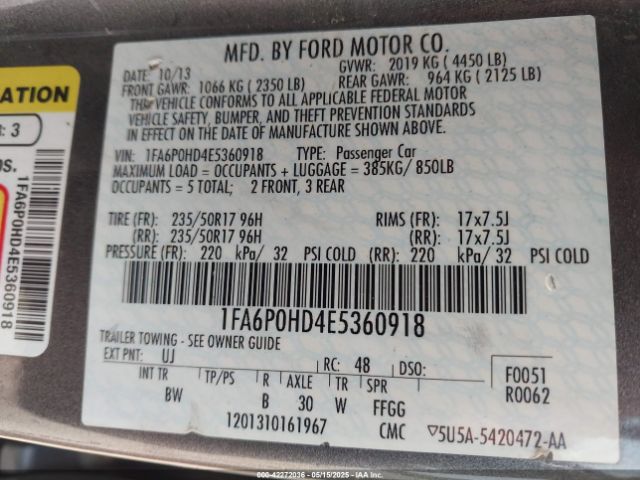 MFD. BY FORD MOTOR CO.
DATE: 10/13 GVWR: 2019 KG ( 4450 LB)
FRONT GAWR: 1066 KG ( 2350 LB) REAR GAWR: 964 KG ( 2125 LB)
THIS VEHICLE CONFORMS TO ALL APPLICABLE FEDERAL MOTOR
VEHICLE SAFETY, BUMPER, AND THEFT PREVENTION STANDARDS
IN EFFECT ON THE DATE OF MANUFACTURE SHOWN ABOVE.
VIN: 1FA6P0HD4E5360918 TYPE: Passenger Car
MAXIMUM LOAD = OCCUPANTS + LUGGAGE = 385KG/ 850LB
OCCUPANTS = 5 TOTAL; 2 FRONT, 3 REAR
TIRE (FR): 235/50R17 96H RIMS (FR): 17x7.5J
(RR): 235/50R17 96H (RR): 17x7.5J
PRESSURE (FR): 220 kPa/ 32 PSI COLD (RR): 220 kPa/ 32 PSI COLD
1FA6P0HD4E5360918
TRAILER TOWING - SEE OWNER GUIDE
EXT PNT: UJ RC: 48 DSO: F0051
R0062
INT TR TP/PS R AXLE TR SPR
BW B 30 W FFGG
1201310161967 CMC ▽5U5A-5420472-AA
ATION
: 3
os.
1FA6P0HD4E5360918
000-42272036 - 05/15/2025 - IAAI.COM